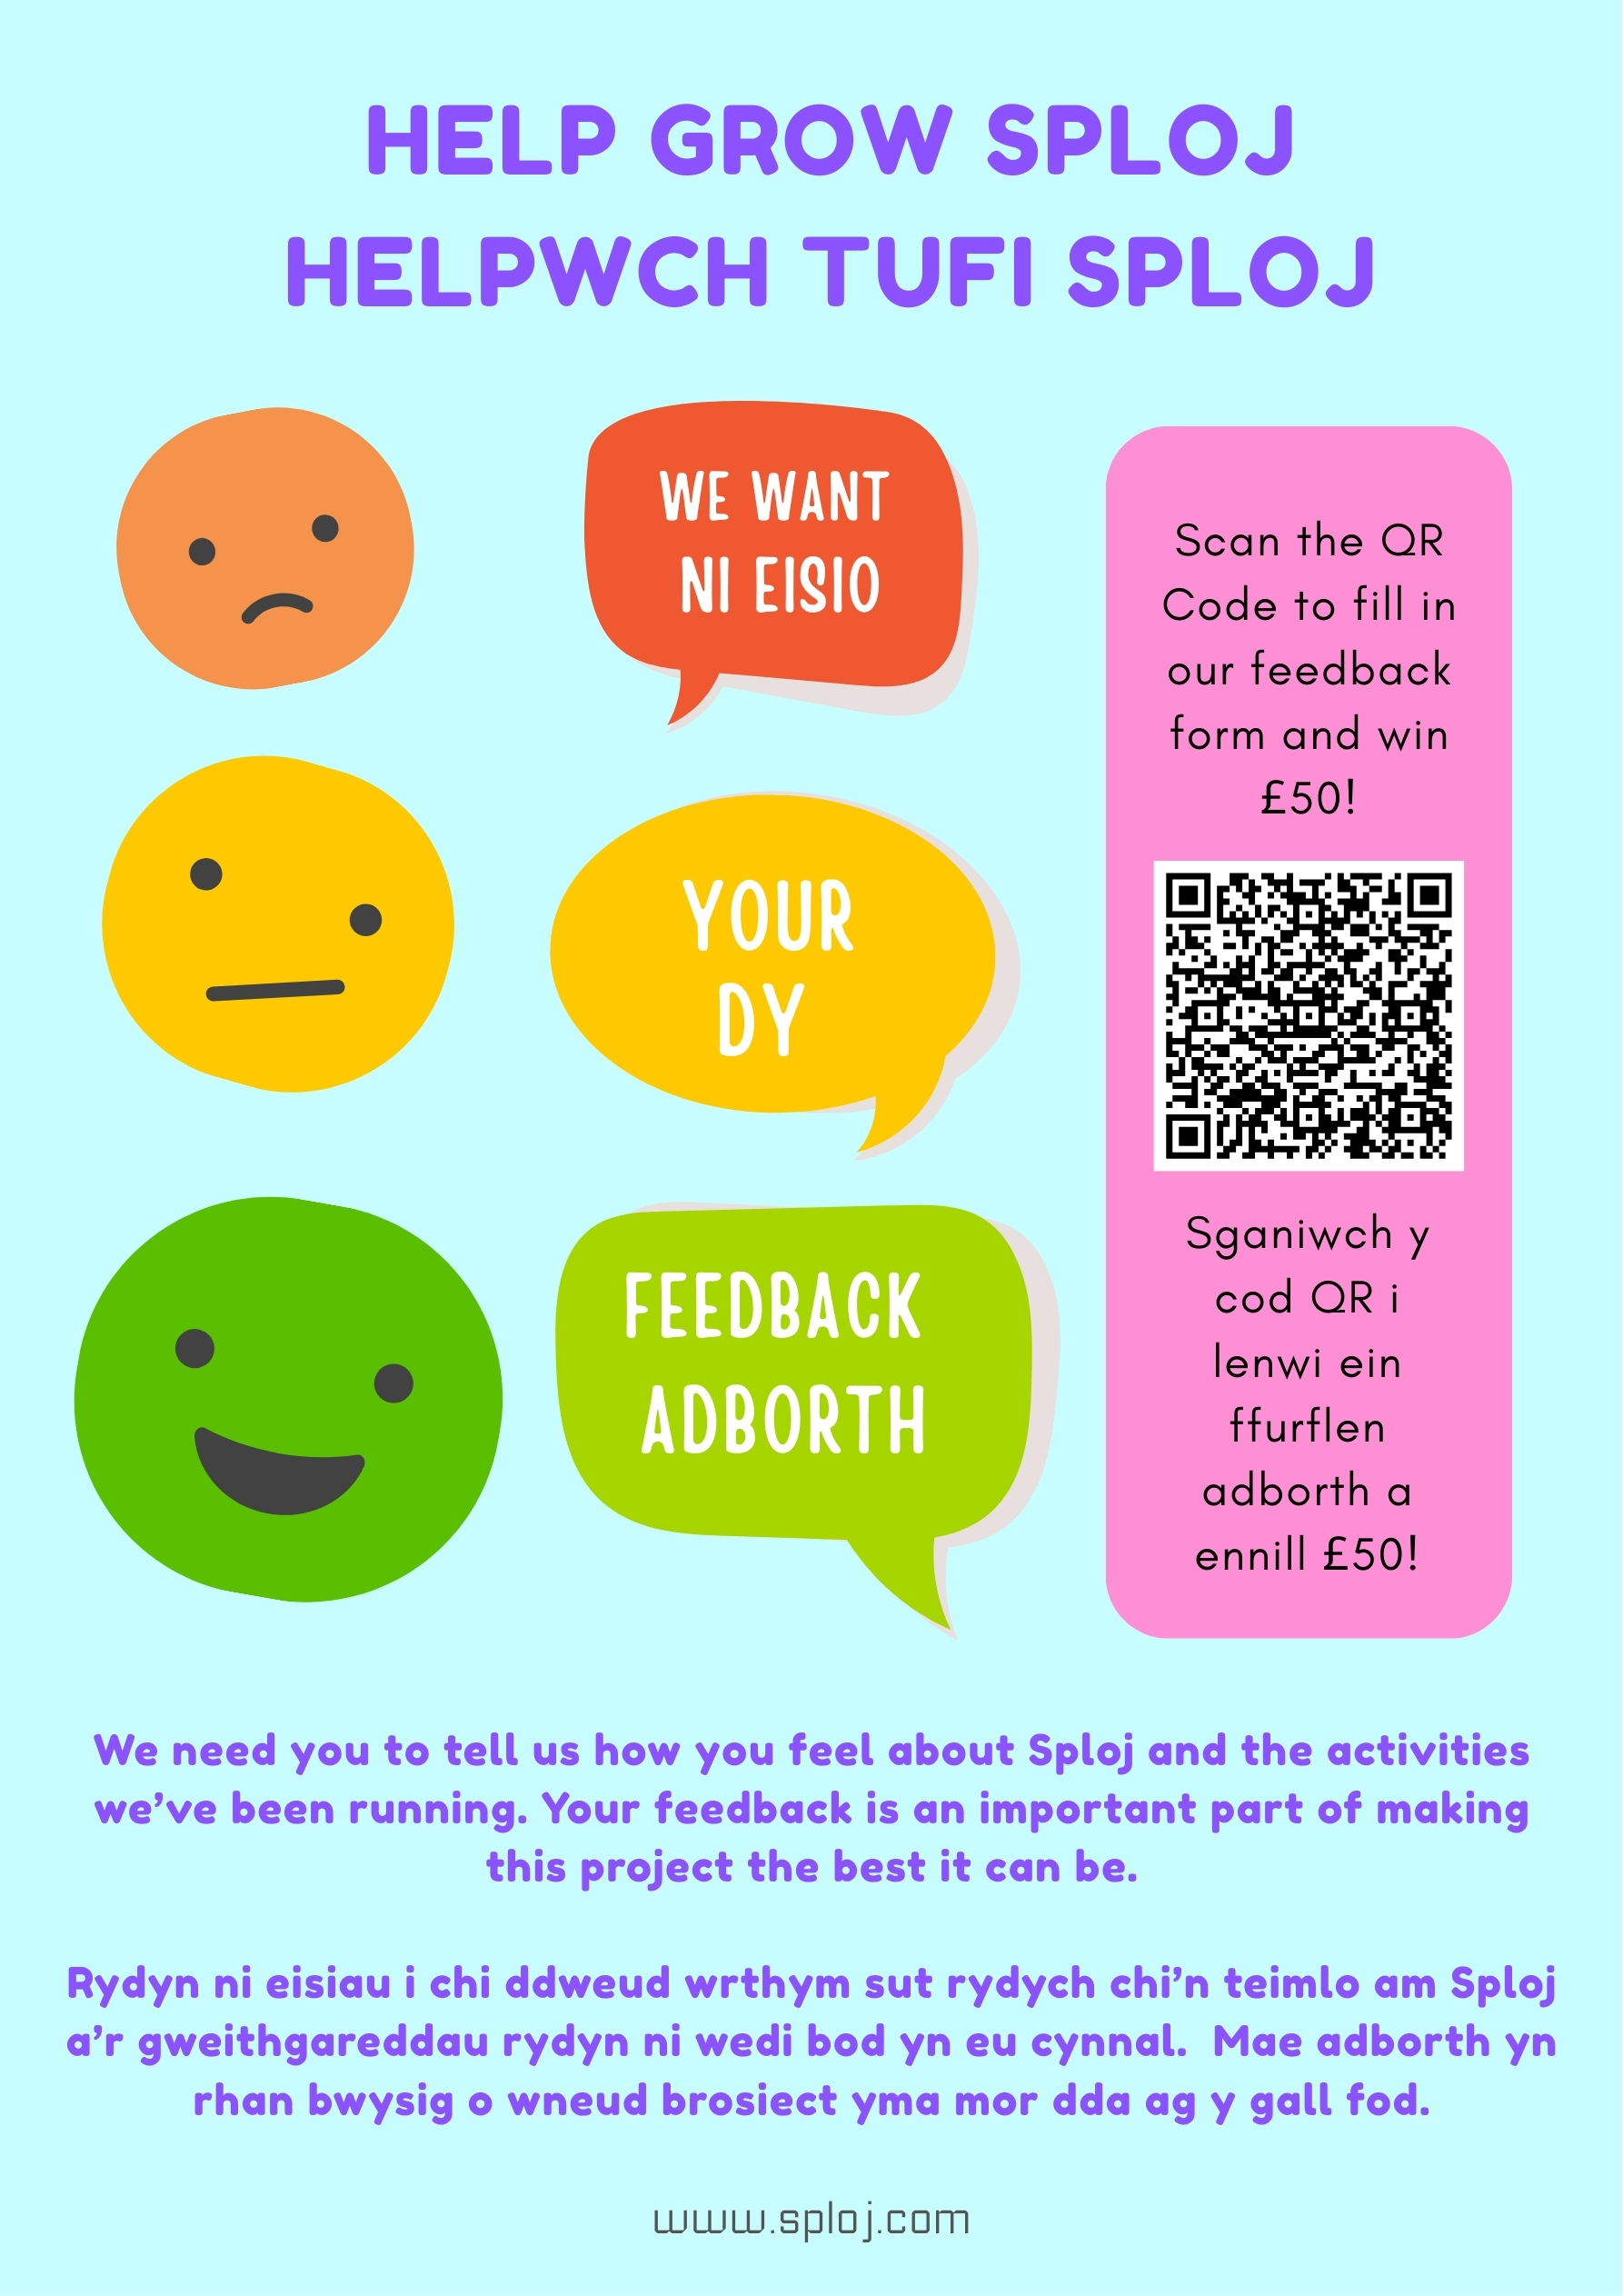 HELP GROW SPLOJ
HELPWCH TUFI SPLOJ
WE WANT
NI EISIO
YOUR
DY
FEEDBACK
ADBORTH
Scan the QR
Code to fill in
our feedback
form and win
£50!
Sganiwch y
cod QR i
lenwi ein
ffurflen
adborth a
ennill £50!
We need you to tell us how you feel about Sploj and the activities
we've been running. Your feedback is an important part of making
this project the best it can be.
Rydyn ni eisiau i chi ddweud wrthym sut rydych chi'n teimlo am Sploj
a'r gweithgareddau rydyn ni wedi bod yn eu cynnal. Mae adborth yn
rhan bwysig o wneud brosiect yma mor dda ag y gall fod.
www.sploj.com